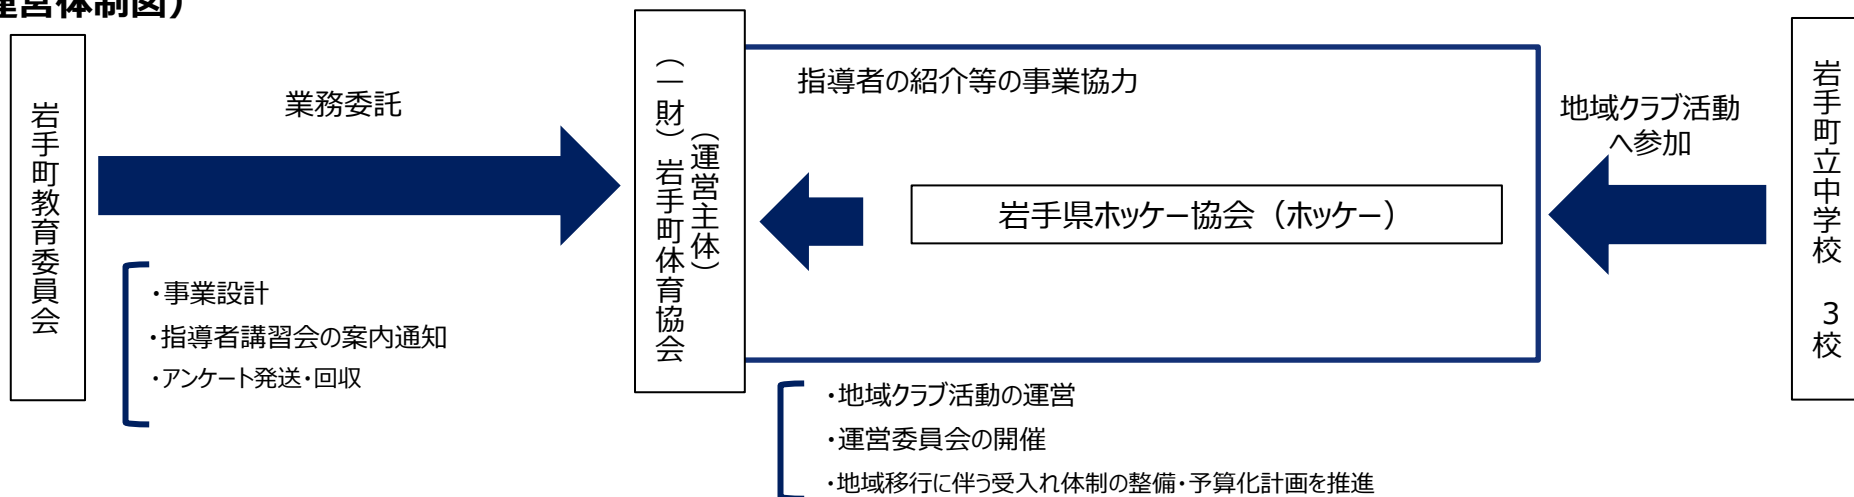 運営体制図）
岩手町教育委員会
業務委託
・事業設計
・指導者講習会の案内通知
・アンケート発送・回収
（運営主体）
（一財）岩手町体育協会
指導者の紹介等の事業協力
岩手県ホッケー協会（ホッケー）
・地域クラブ活動の運営
・運営委員会の開催
・地域移行に伴う受入れ体制の整備・予算化計画を推進
地域クラブ活動
へ参加
岩手町立中学校　３校